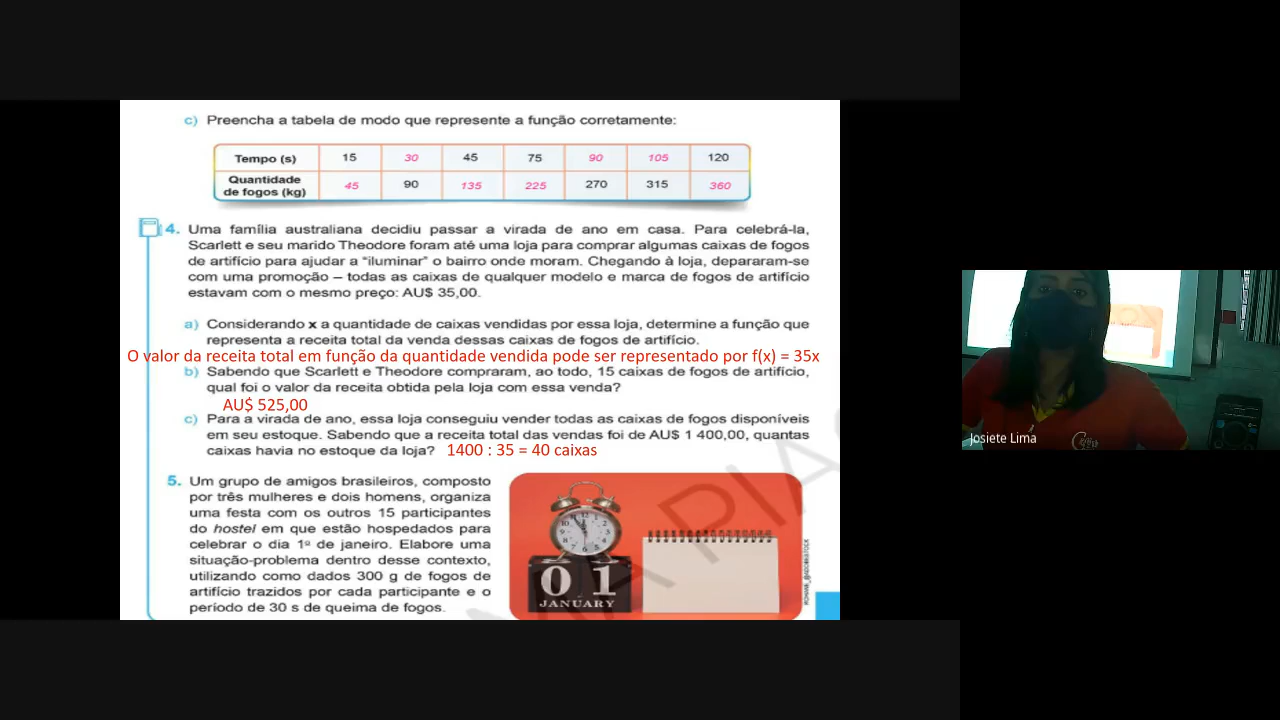 c) Preencha a tabela de modo que represente a função corretamente:
Tempo (s) 15 30 45 75 90 105 120
Quantidade
de fogos (kg) 45 90 135 225 270 315 360
4. Uma família australiana decidiu passar a virada de ano em casa. Para celebrá-la,
Scarlett e seu marido Theodore foram até uma loja para comprar algumas caixas de fogos
de artifício para ajudar a “iluminar” o bairro onde moram. Chegando à loja, depararam-se
com uma promoção – todas as caixas de qualquer modelo e marca de fogos de artifício
estavam com o mesmo preço: AU$ 35,00.
a) Considerando x a quantidade de caixas vendidas por essa loja, determine a função que
representa a receita total da venda dessas caixas de fogos de artifício.
O valor da receita total em função da quantidade vendida pode ser representado por f(x) = 35x
b) Sabendo que Scarlett e Theodore compraram, ao todo, 15 caixas de fogos de artifício,
qual foi o valor da receita obtida pela loja com essa venda?
AU$ 525,00
c) Para a virada de ano, essa loja conseguiu vender todas as caixas de fogos disponíveis
em seu estoque. Sabendo que a receita total das vendas foi de AU$ 1 400,00, quantas
caixas havia no estoque da loja? 1400 : 35 = 40 caixas
5. Um grupo de amigos brasileiros, composto
por três mulheres e dois homens, organiza
uma festa com os outros 15 participantes
do hostel em que estão hospedados para
celebrar o dia 1º de janeiro. Elabore uma
situação-problema dentro desse contexto,
utilizando como dados 300 g de fogos de
artifício trazidos por cada participante e o
período de 30 s de queima de fogos.
01
JANUARY
Josiete Lima